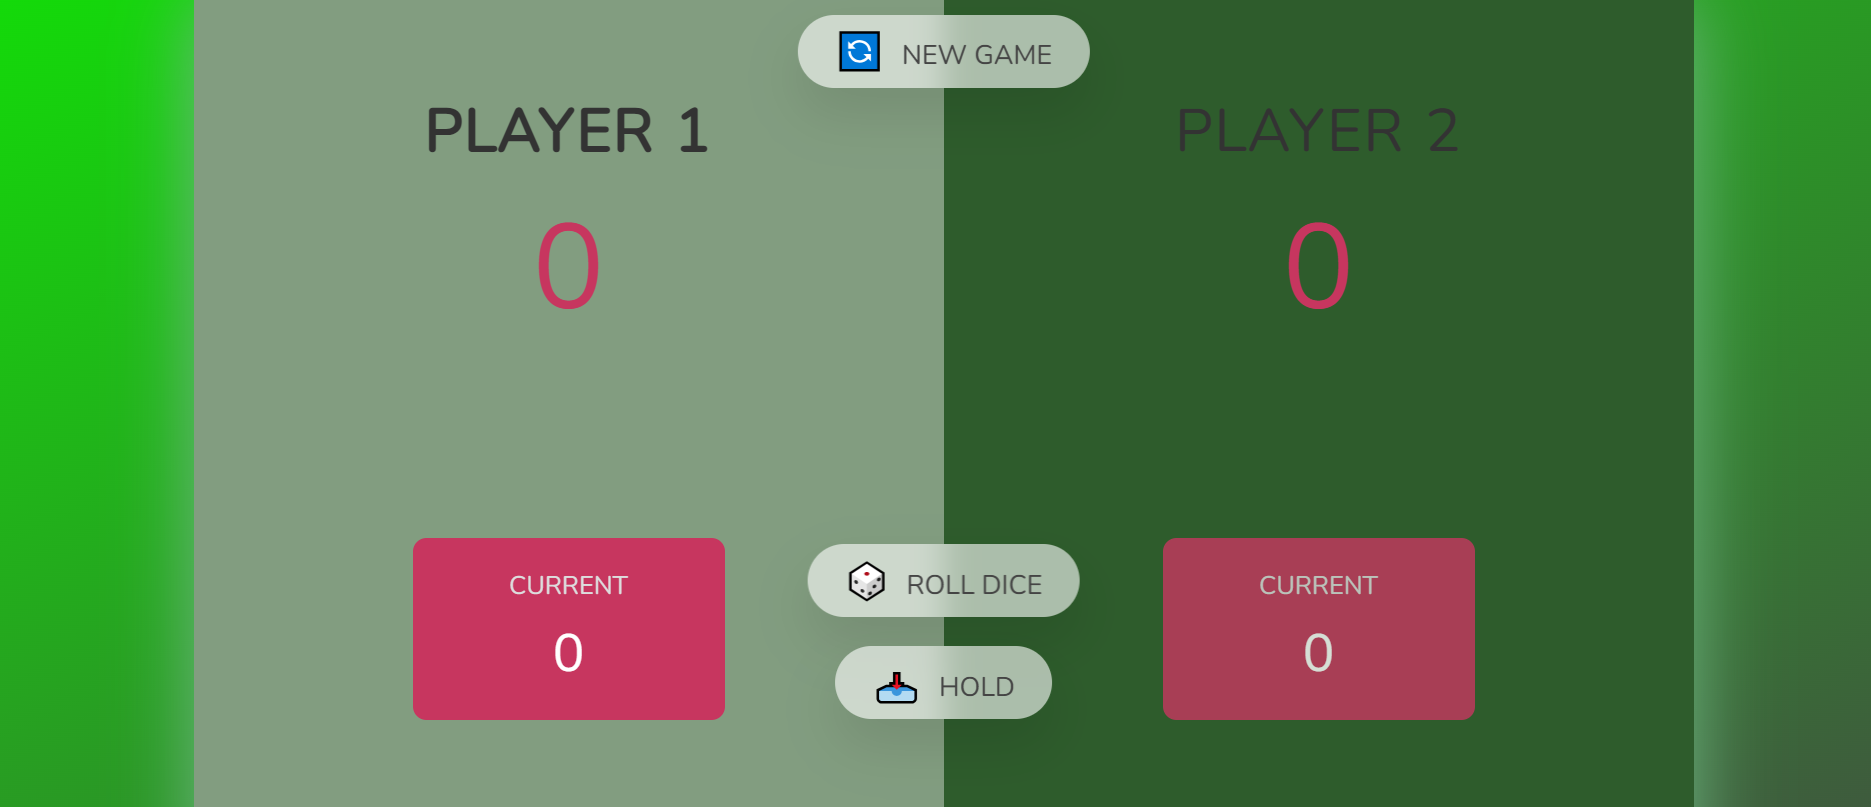 NEW GAME
PLAYER 1
0
CURRENT
0
PLAYER 2
0
CURRENT
0
ROLL DICE
HOLD